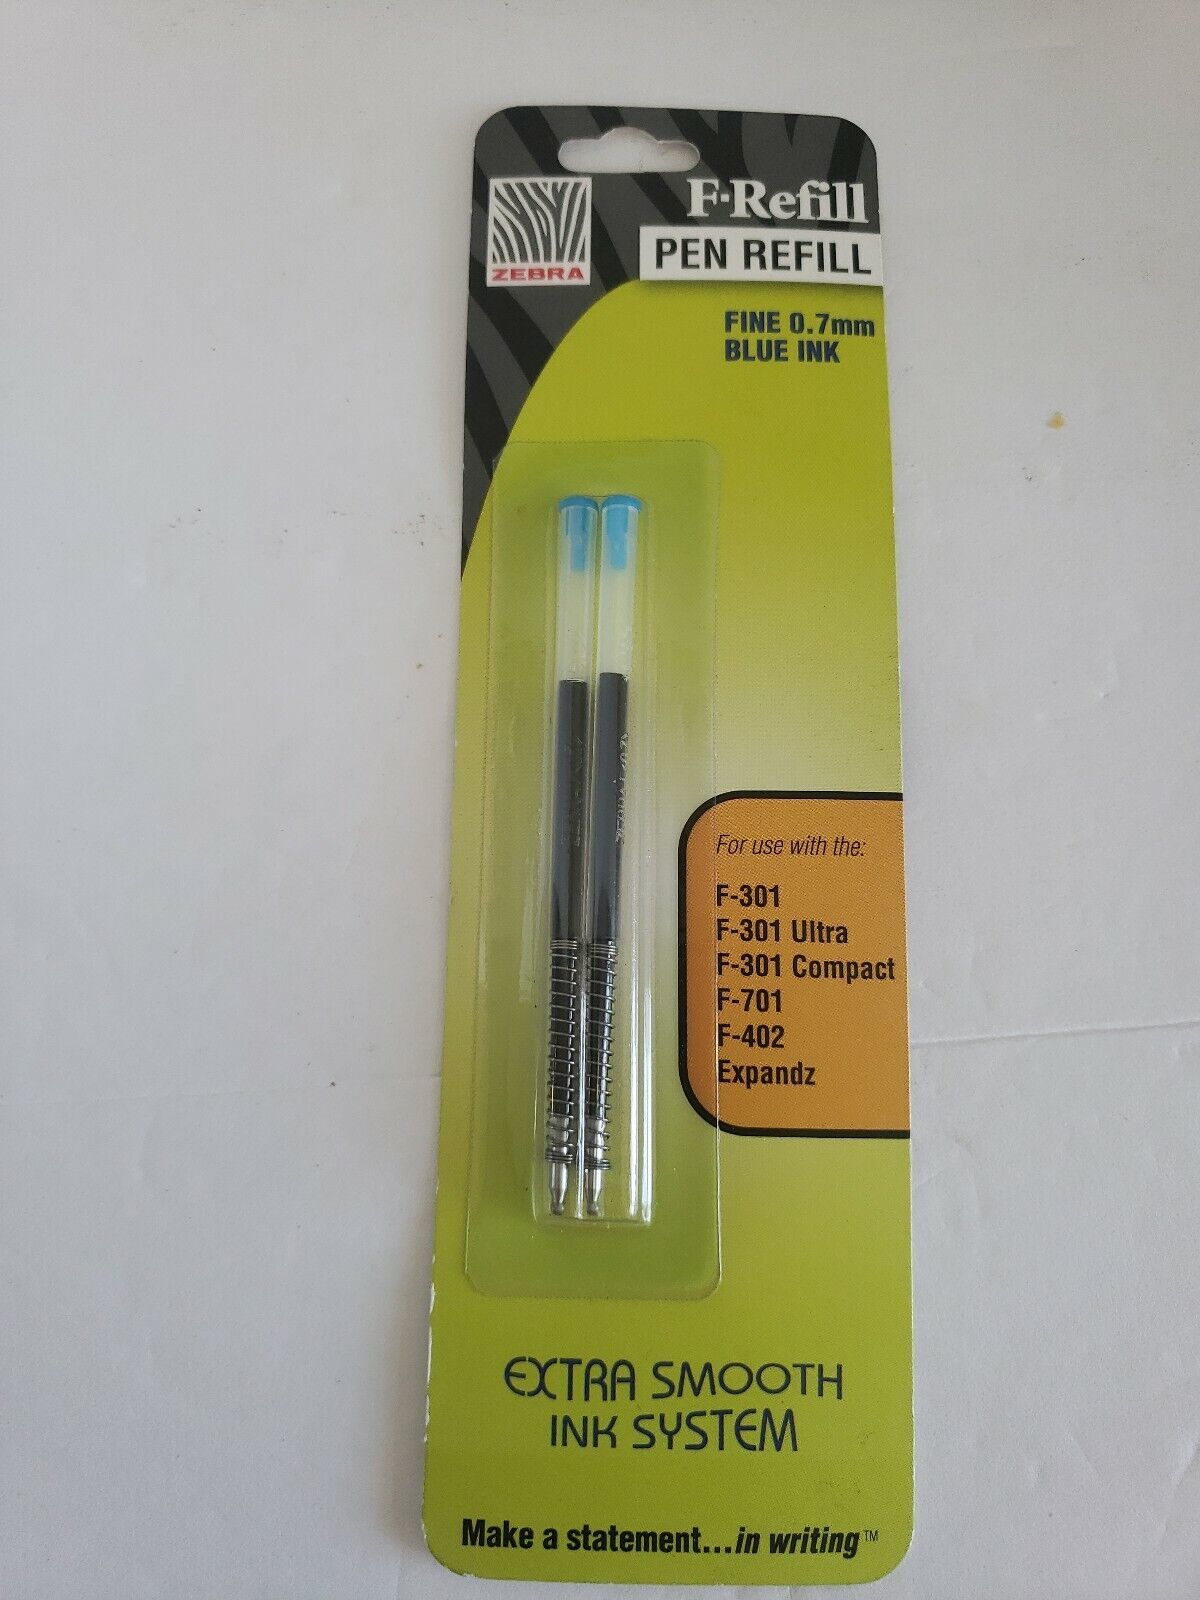 ZEBRA
F-Refill
PEN REFILL
FINE 0.7mm
BLUE INK
For use with the:
F-301
F-301 Ultra
F-301 Compact
F-701
F-402
Expandz
EXTRA SMOOTH
INK SYSTEM
Make a statement...in writing™